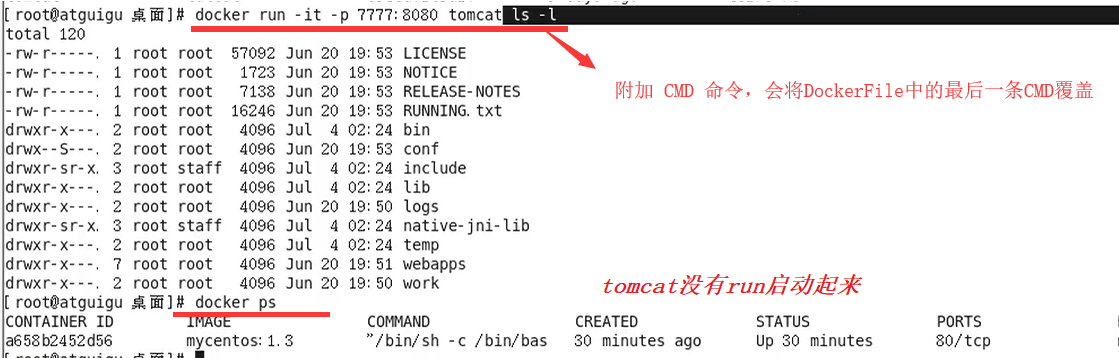 [root@atguigu 桌面]# docker run -it -p 7777:8080 tomcat ls -l
total 120
-rw-r-----. 1 root root 57092 Jun 20 19:53 LICENSE
-rw-r-----. 1 root root 1723 Jun 20 19:53 NOTICE
-rw-r-----. 1 root root 7138 Jun 20 19:53 RELEASE-NOTES
附加 CMD 命令，会将DockerFile中的最后一条CMD覆盖
-rw-r-----. 1 root root 16246 Jun 20 19:53 RUNNING.txt
drwxr-x---. 2 root root 4096 Jul 4 02:24 bin
drwx--S---. 2 root root 4096 Jun 20 19:53 conf
drwxr-sr-x. 3 root staff 4096 Jul 4 02:24 include
drwxr-x---. 2 root root 4096 Jul 4 02:24 lib
drwxr-x---. 2 root root 4096 Jun 20 19:50 logs
drwxr-sr-x. 3 root staff 4096 Jul 4 02:24 native-jni-lib
drwxr-x---. 2 root root 4096 Jul 4 02:24 temp
drwxr-x---. 7 root root 4096 Jun 20 19:51 webapps
drwxr-x---. 2 root root 4096 Jun 20 19:50 work
tomcat没有run启动起来
[root@atguigu 桌面]# docker ps
CONTAINER ID IMAGE COMMAND CREATED STATUS PORTS
a658b2452d56 mycentos:1.3 "/bin/sh -c /bin/bas 30 minutes ago Up 30 minutes 80/tcp